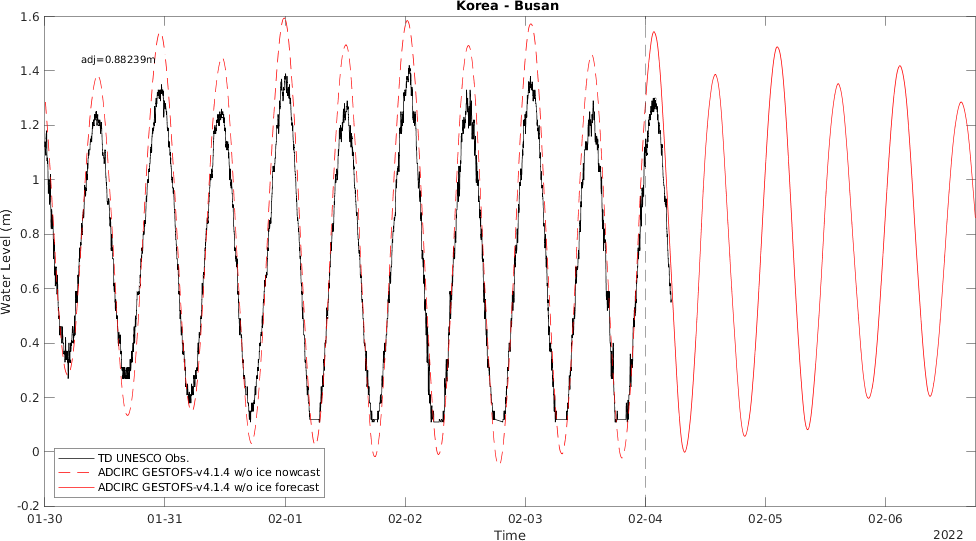 Korea - Busan
1.6
1.4
1.2
1
0.8
0.6
0.4
0.2
0
-0.2
Water Level (m)
adj=0.88239m
TD UNESCO Obs.
ADCIRC GESTOFS-v4.1.4 w/o ice nowcast
ADCIRC GESTOFS-v4.1.4 w/o ice forecast
01-30 01-31 02-01 02-02 02-03 02-04 02-05 02-06
Time
2022